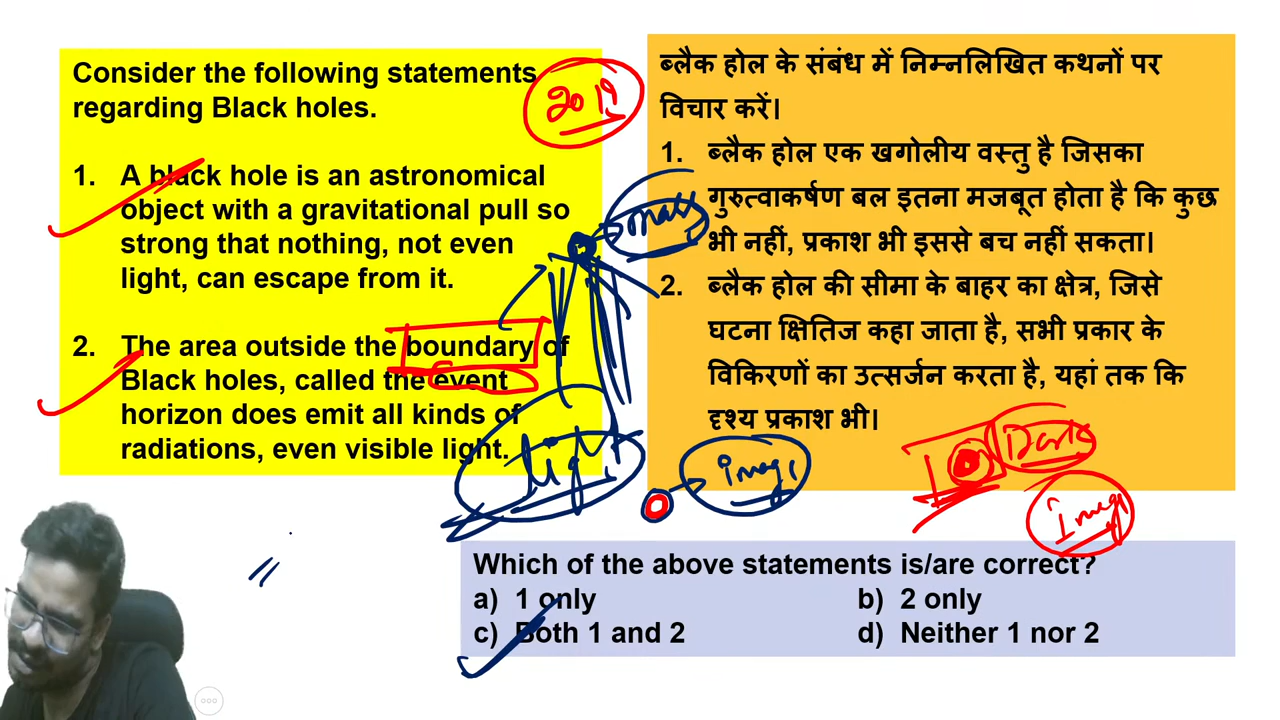 Consider the following statements
regarding Black holes.
2019
1. A black hole is an astronomical
object with a gravitational pull so
strong that nothing, not even
light, can escape from it.
2. The area outside the boundary of
Black holes, called the event
horizon does emit all kinds of
radiations, even visible light.
ब्लैक होल के संबंध में निम्नलिखित कथनों पर
विचार करें।
1. ब्लैक होल एक खगोलीय वस्तु है जिसका
गुरुत्वाकर्षण बल इतना मजबूत होता है कि कुछ
भी नहीं, प्रकाश भी इससे बच नहीं सकता।
2. ब्लैक होल की सीमा के बाहर का क्षेत्र, जिसे
घटना क्षितिज कहा जाता है, सभी प्रकार के
विकिरणों का उत्सर्जन करता है, यहां तक कि
दृश्य प्रकाश भी।
mass
light
image
Dark
Image
Which of the above statements is/are correct?
a) 1 only
b) 2 only
c) Both 1 and 2
d) Neither 1 nor 2